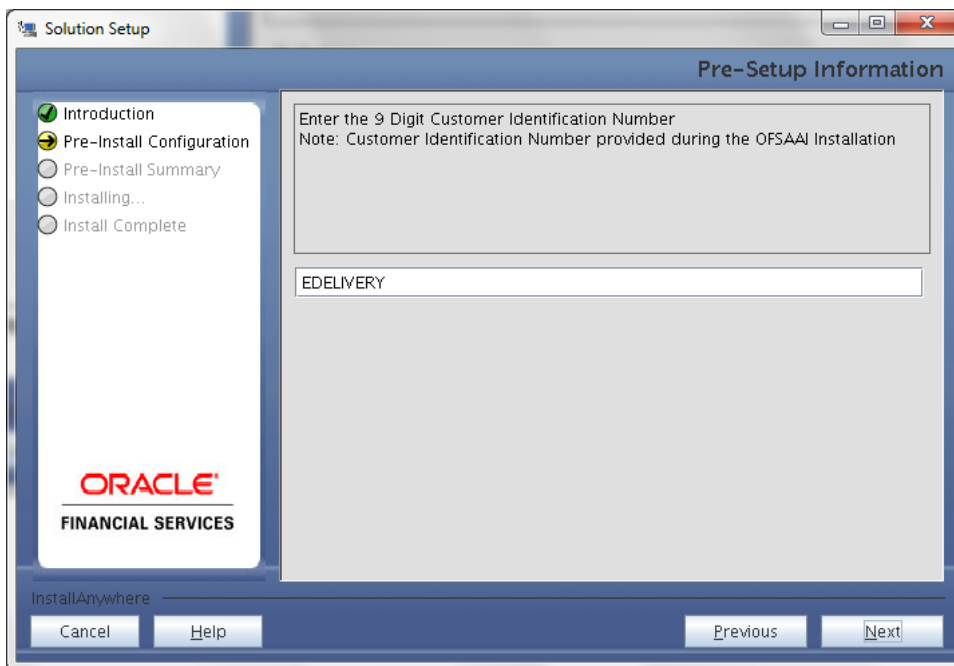 Solution Setup
Pre-Setup Information
Introduction
Pre-Install Configuration
Pre-Install Summary
Installing...
Install Complete
Enter the 9 Digit Customer Identification Number
Note: Customer Identification Number provided during the OFSAAI Installation
EDELIVERY
ORACLE
FINANCIAL SERVICES
InstallAnywhere
Cancel
Help
Previous
Next